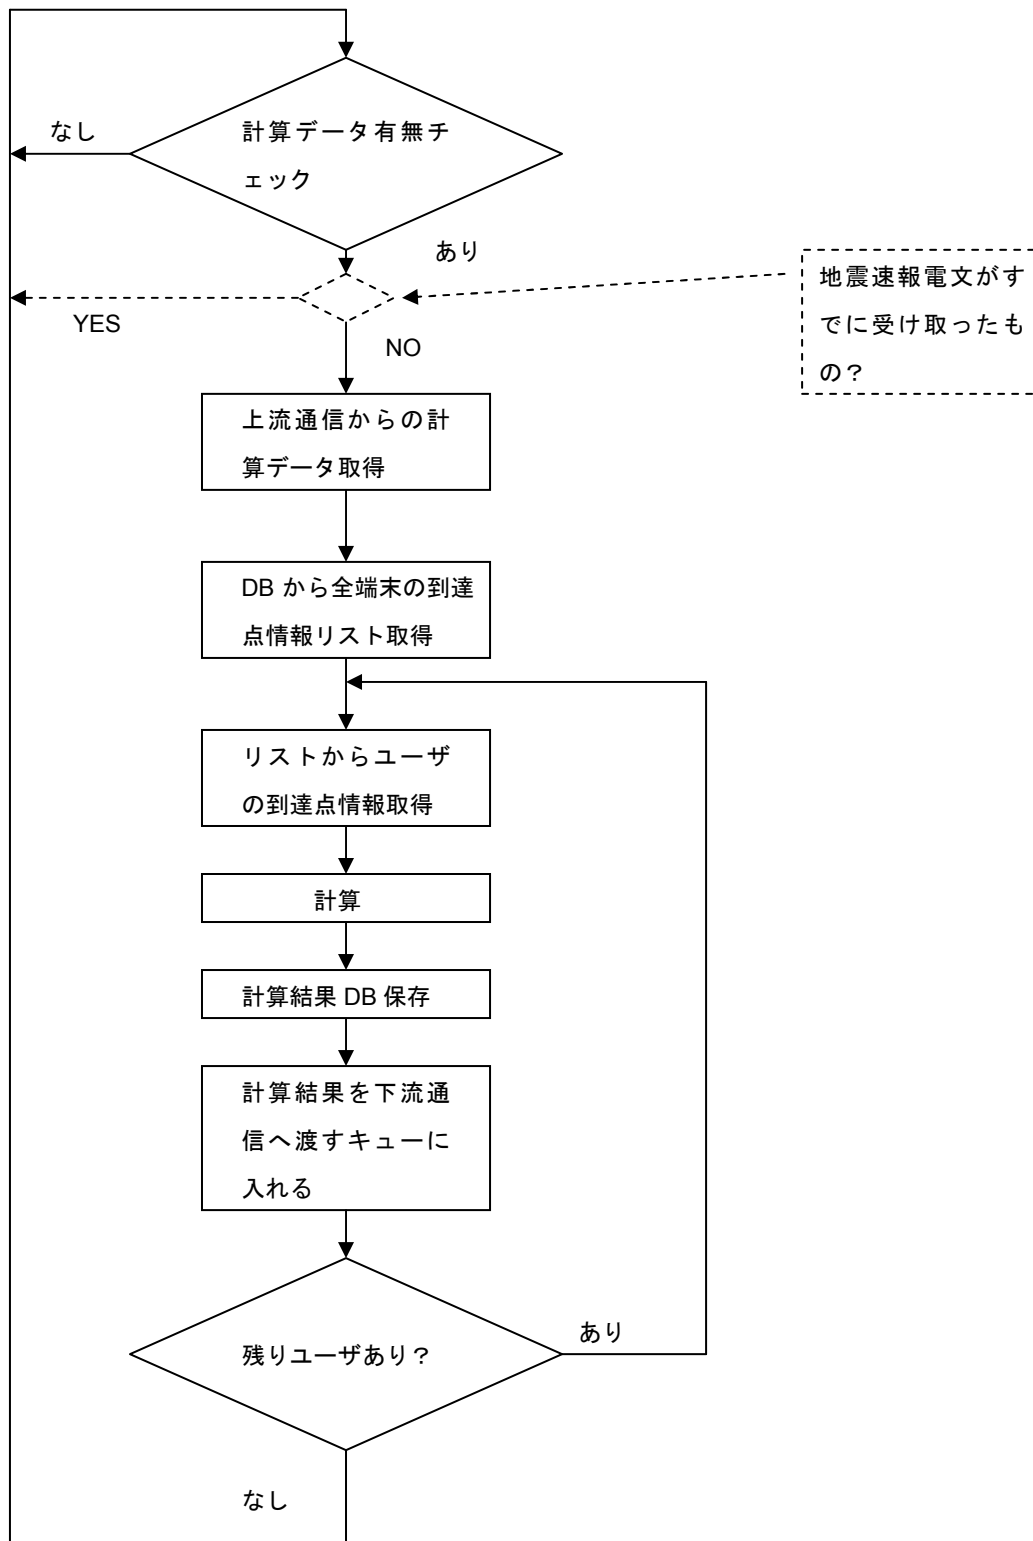 計算データ有無チ
ェック
なし
あり
地震速報電文がす
でに受け取ったも
の？
YES
NO
上流通信からの計
算データ取得
DB から全端末の到達
点情報リスト取得
リストからユーザ
の到達点情報取得
計算
計算結果 DB 保存
計算結果を下流通
信へ渡すキューに
入れる
残りユーザあり？
あり
なし